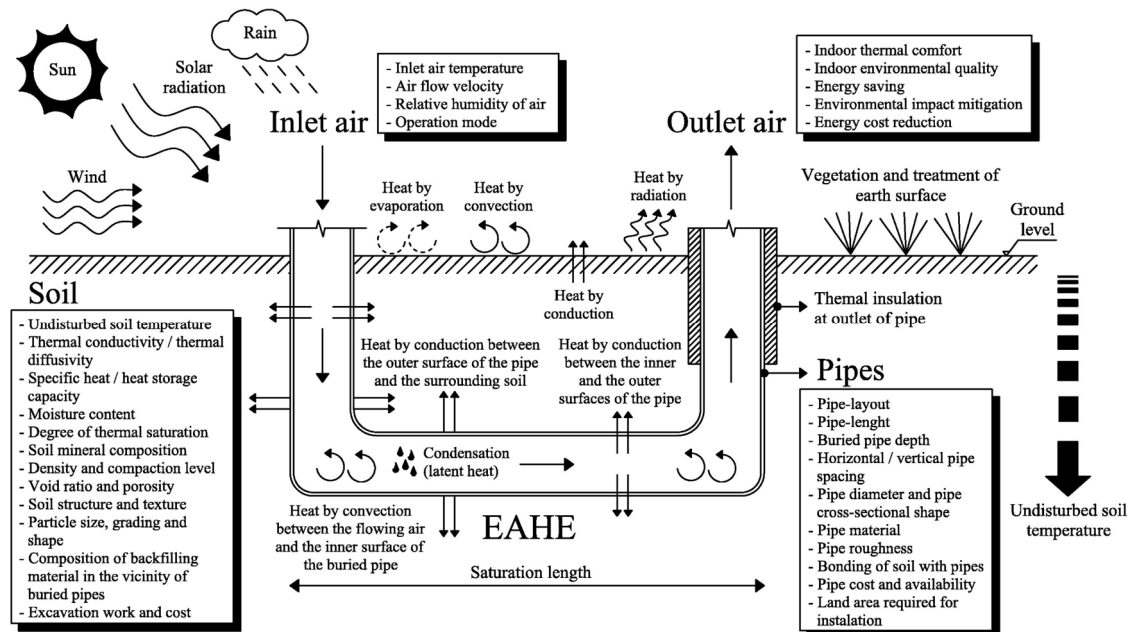 Sun
Solar
radiation
Rain
Inlet air
- Inlet air temperature
- Air flow velocity
- Relative humidity of air
- Operation mode
Outlet air
- Indoor thermal comfort
- Indoor environmental quality
- Energy saving
- Environmental impact mitigation
- Energy cost reduction
Wind
Heat by
evaporation
Heat by
convection
Heat by
radiation
Vegetation and treatment of
earth surface
Ground
level
Soil
- Undisturbed soil temperature
- Thermal conductivity / thermal
diffusivity
- Specific heat / heat storage
capacity
- Moisture content
- Degree of thermal saturation
- Soil mineral composition
- Density and compaction level
- Void ratio and porosity
- Soil structure and texture
- Particle size, grading and
shape
- Composition of backfilling
material in the vicinity of
buried pipes
- Excavation work and cost
Heat by
conduction
Themal insulation
at outlet of pipe
Heat by conduction between
the outer surface of the pipe
and the surrounding soil
Heat by conduction
between the inner
and the outer
surfaces of the pipe
Pipes
- Pipe-layout
- Pipe-lenght
- Buried pipe depth
- Horizontal / vertical pipe
spacing
- Pipe diameter and pipe
cross-sectional shape
- Pipe material
- Pipe roughness
- Bonding of soil with pipes
- Pipe cost and availability
- Land area required for
instalation
Condensation
(latent heat)
Heat by convection
between the flowing air
and the inner surface of
the buried pipe
EAHE
Saturation length
Undisturbed soil
temperature